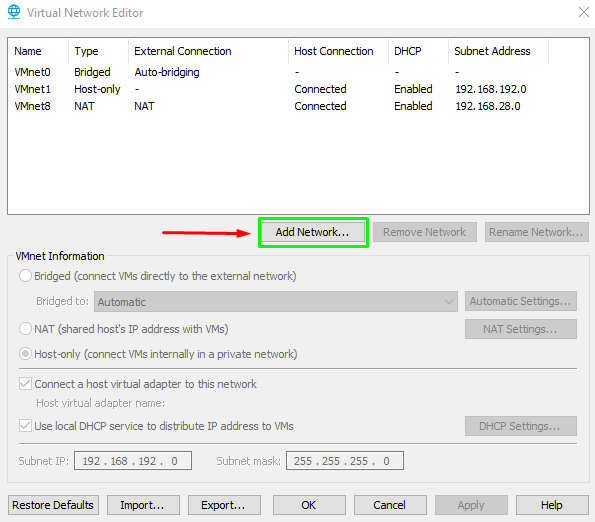 Virtual Network Editor
Name Type External Connection Host Connection DHCP Subnet Address
VMnet0 Bridged Auto-bridging - - -
VMnet1 Host-only - Connected Enabled 192.168.192.0
VMnet8 NAT NAT Connected Enabled 192.168.28.0
Add Network... Remove Network Rename Network...
VMnet Information
Bridged (connect VMs directly to the external network)
Bridged to: Automatic Automatic Settings...
NAT (shared host's IP address with VMs) NAT Settings...
Host-only (connect VMs internally in a private network)
Connect a host virtual adapter to this network
Host virtual adapter name:
Use local DHCP service to distribute IP address to VMs DHCP Settings...
Subnet IP: 192 . 168 . 192 . 0 Subnet mask: 255 . 255 . 255 . 0
Restore Defaults Import... Export... OK Cancel Apply Help